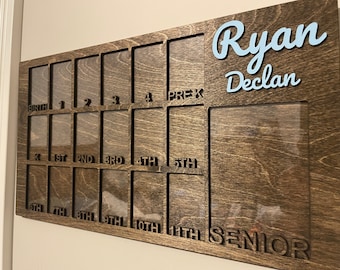 Ryan
Declan
BIRTH 1 2 3 4 PRE K
K 1ST 2ND 3RD 4TH 5TH
6TH 7TH 8TH 9TH 10TH 11TH
SENIOR